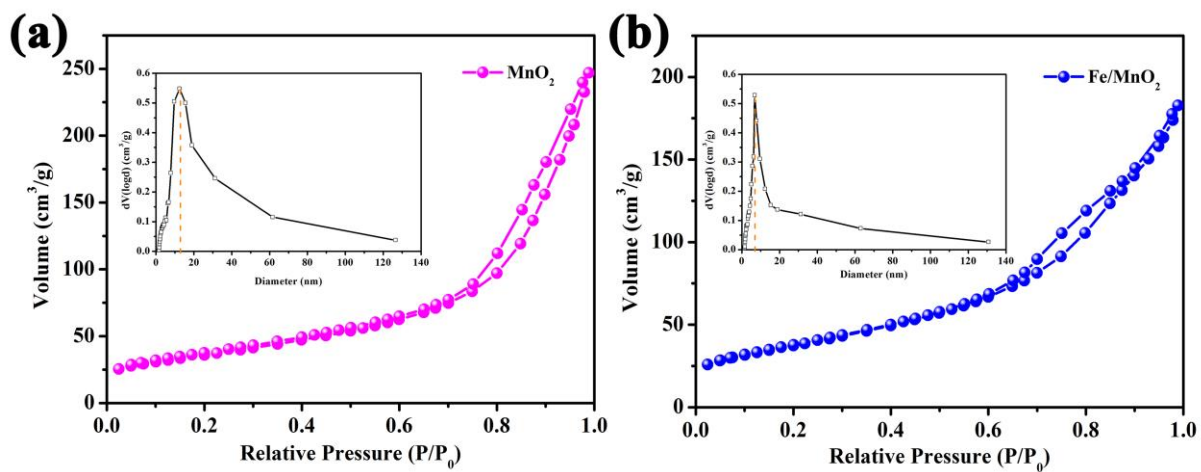 (a)
MnO₂
Volume (cm³/g)
250
200
150
100
50
0
0.0 0.2 0.4 0.6 0.8 1.0
Relative Pressure (P/P₀)
dV(logd) (cm³/g)
0.6
0.5
0.4
0.3
0.2
0.1
0.0
0 20 40 60 80 100 120 140
Diameter (nm)
(b)
Fe/MnO₂
Volume (cm³/g)
200
150
100
50
0
0.0 0.2 0.4 0.6 0.8 1.0
Relative Pressure (P/P₀)
dV(logd) (cm³/g)
0.6
0.5
0.4
0.3
0.2
0.1
0.0
0 20 40 60 80 100 120 140
Diameter (nm)